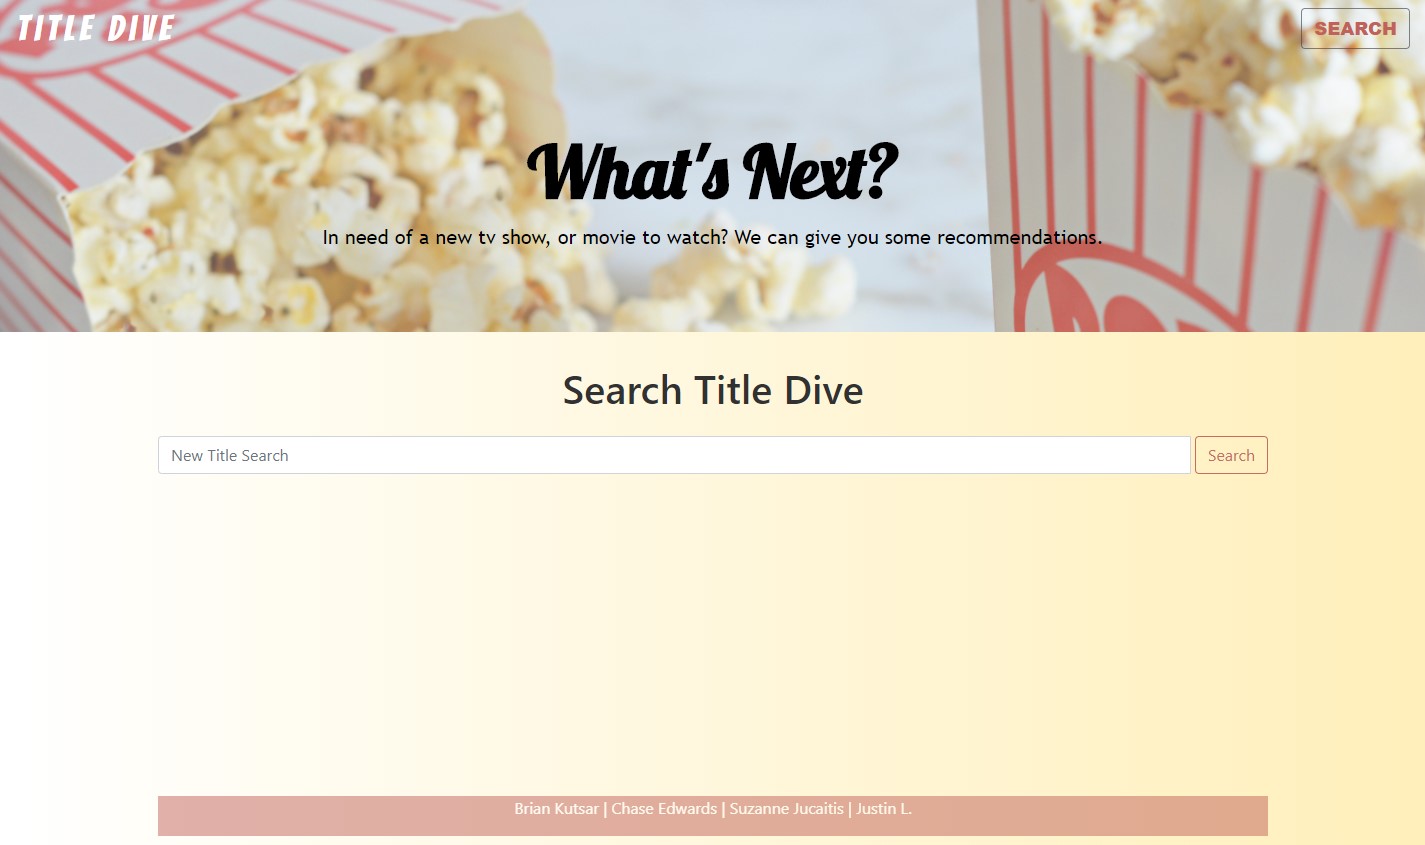 TITLE DIVE
SEARCH
What's Next?
In need of a new tv show, or movie to watch? We can give you some recommendations.
Search Title Dive
New Title Search
Search
Brian Kutsar | Chase Edwards | Suzanne Jucaitis | Justin L.